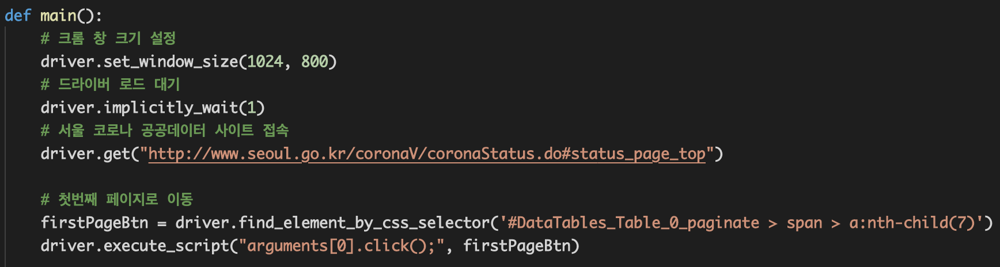 def main():
    # 크롬 창 크기 설정
    driver.set_window_size(1024, 800)
    # 드라이버 로드 대기
    driver.implicitly_wait(1)
    # 서울 코로나 공공데이터 사이트 접속
    driver.get("http://www.seoul.go.kr/coronaV/coronaStatus.do#status_page_top")
    # 첫번째 페이지로 이동
    firstPageBtn = driver.find_element_by_css_selector('#DataTables_Table_0_paginate > span > a:nth-child(7)')
    driver.execute_script("arguments[0].click();", firstPageBtn)